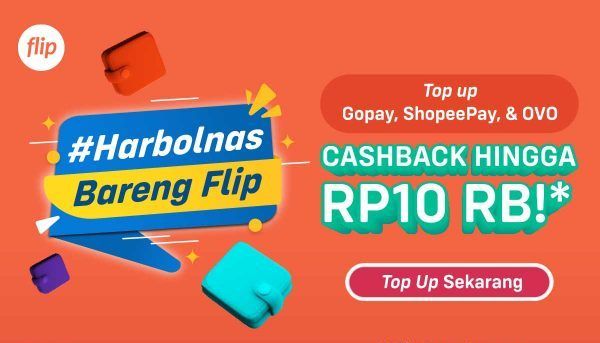 flip
#Harbolnas
Bareng Flip
Top up
Gopay, ShopeePay, & OVO
CASHBACK HINGGA
RP10 RB!*
Top Up Sekarang